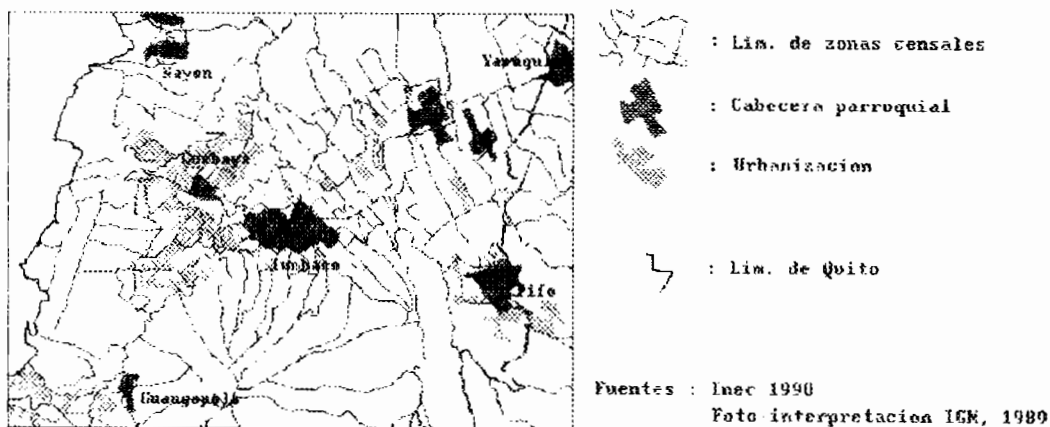 Nayon
Yaruqui
Cumbaya
Tumbaco
Pifo
Guangopolo
: Lim. de zonas censales
: Cabecera parroquial
: Urbanizacion
: Lim. de Quito
Fuentes : Inec 1990
Foto interpretacion IGM, 1989